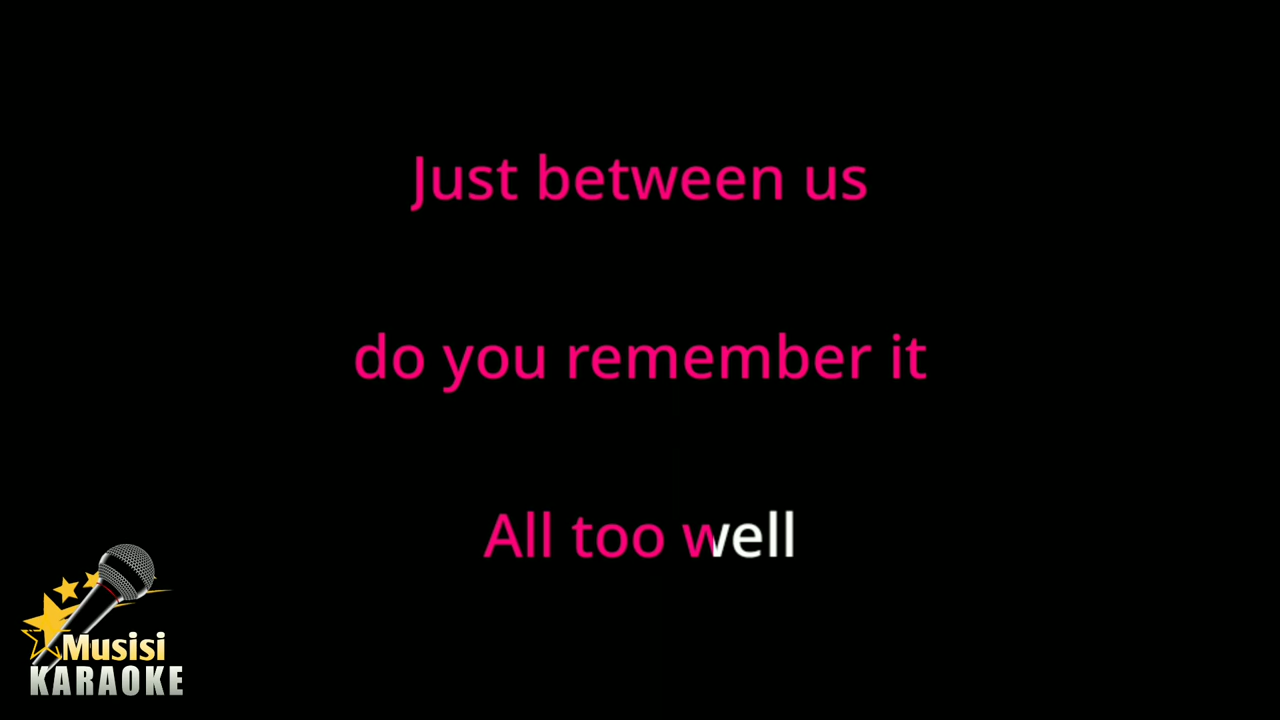 Just between us
do you remember it
All too well
Musisi
KARAOKE